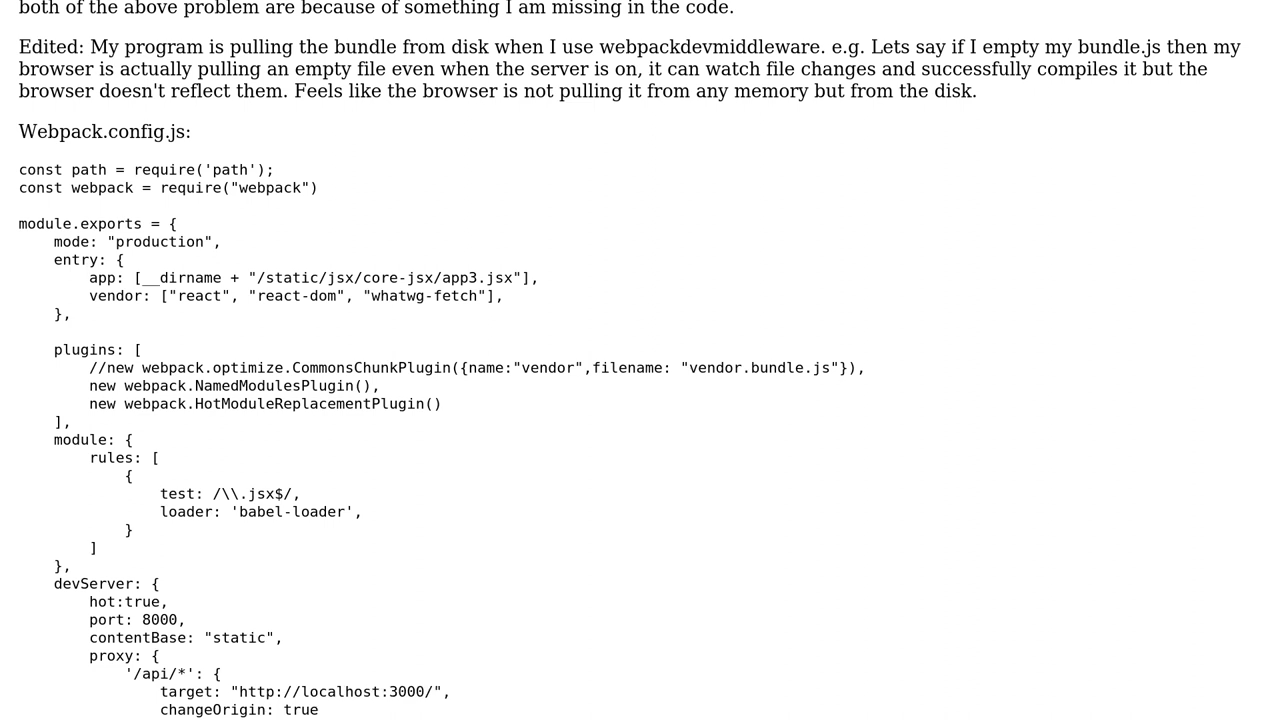 both of the above problem are because of something I am missing in the code.
Edited: My program is pulling the bundle from disk when I use webpackdevmiddleware. e.g. Lets say if I empty my bundle.js then my
browser is actually pulling an empty file even when the server is on, it can watch file changes and successfully compiles it but the
browser doesn't reflect them. Feels like the browser is not pulling it from any memory but from the disk.
Webpack.config.js:
const path = require('path');
const webpack = require("webpack")
module.exports = {
    mode: "production",
    entry: {
        app: [__dirname + "/static/jsx/core-jsx/app3.jsx"],
        vendor: ["react", "react-dom", "whatwg-fetch"],
    },
    plugins: [
        //new webpack.optimize.CommonsChunkPlugin({name:"vendor",filename: "vendor.bundle.js"}),
        new webpack.NamedModulesPlugin(),
        new webpack.HotModuleReplacementPlugin()
    ],
    module: {
        rules: [
            {
                test: /\\.jsx$/,
                loader: 'babel-loader',
            }
        ]
    },
    devServer: {
        hot:true,
        port: 8000,
        contentBase: "static",
        proxy: {
            '/api/*': {
                target: "http://localhost:3000/",
                changeOrigin: true